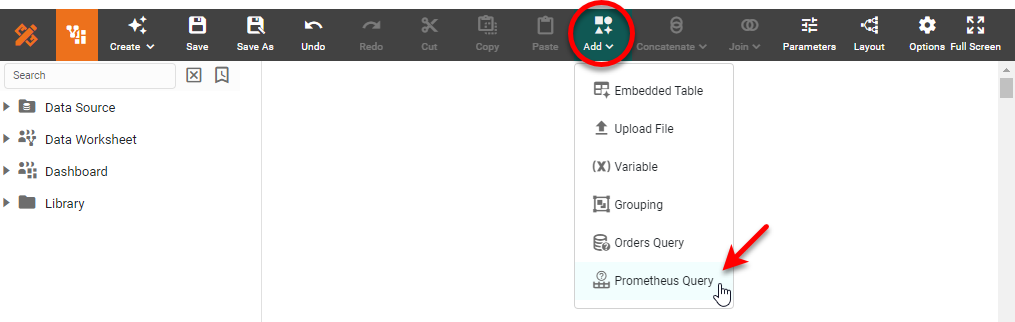 Create
Save
Save As
Undo
Redo
Cut
Copy
Paste
Add
Concatenate
Join
Parameters
Layout
Options
Full Screen
Search
Data Source
Data Worksheet
Dashboard
Library
Embedded Table
Upload File
(X) Variable
Grouping
Orders Query
Prometheus Query